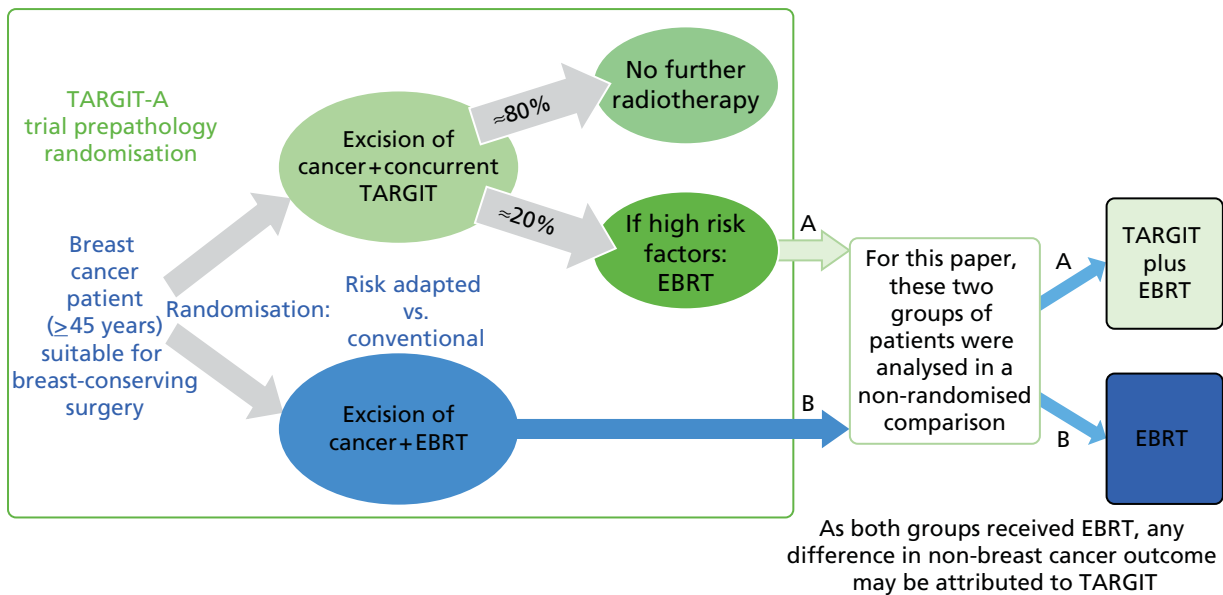 TARGIT-A
trial prepathology
randomisation
Breast
cancer
patient
(≥45 years)
suitable for
breast-conserving
surgery
Randomisation:
Risk adapted
vs.
conventional
Excision of
cancer+concurrent
TARGIT
≈80%
No further
radiotherapy
≈20%
If high risk
factors:
EBRT
Excision of
cancer+EBRT
A
B
For this paper,
these two
groups of
patients were
analysed in a
non-randomised
comparison
A
TARGIT
plus
EBRT
B
EBRT
As both groups received EBRT, any
difference in non-breast cancer outcome
may be attributed to TARGIT